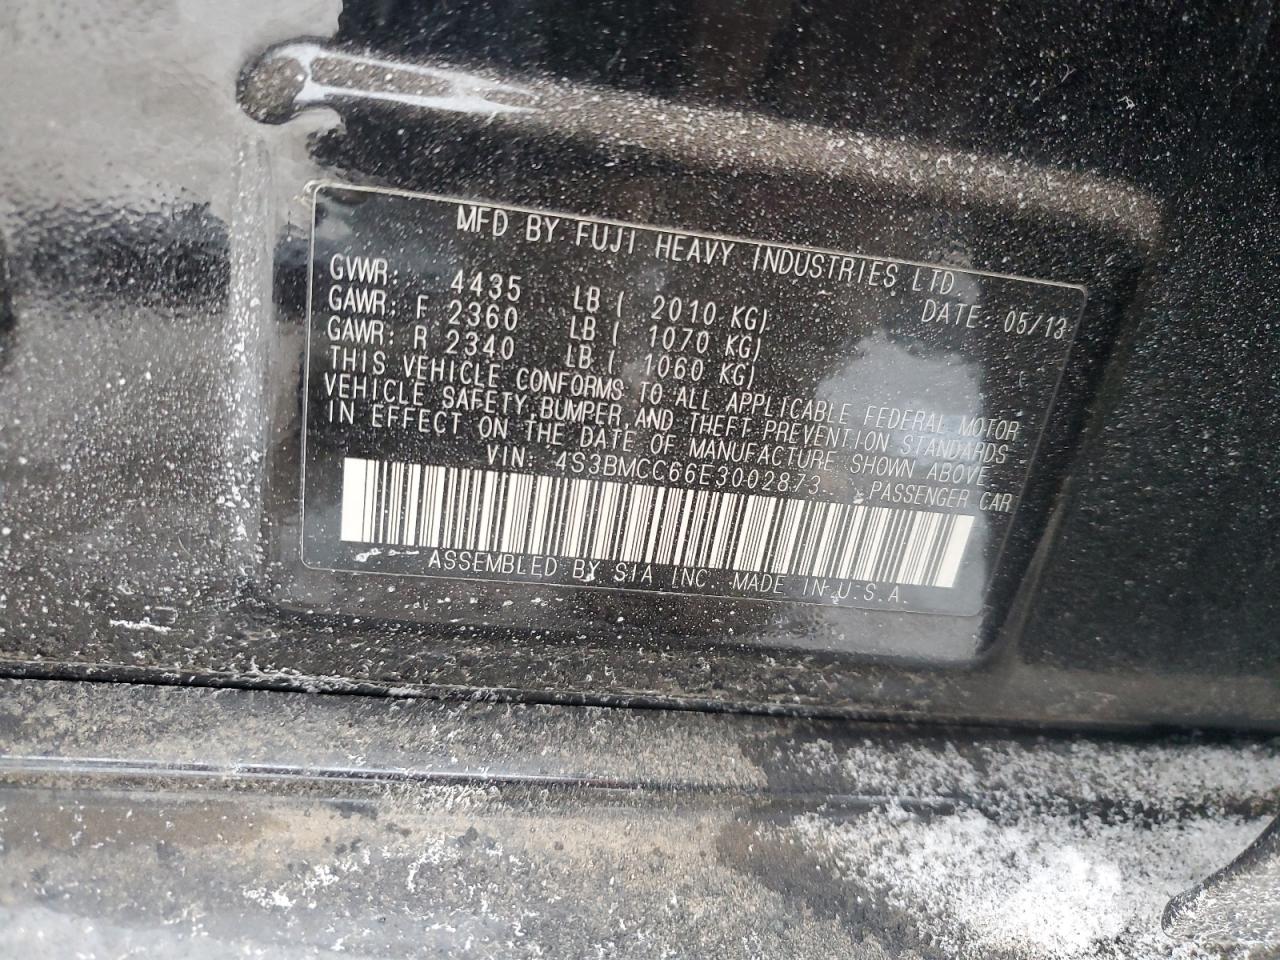 MFD BY FUJI HEAVY INDUSTRIES LTD
DATE: 05/13
GVWR: 4435 LB ( 2010 KG)
GAWR: F 2360 LB ( 1070 KG)
GAWR: R 2340 LB ( 1060 KG)
THIS VEHICLE CONFORMS TO ALL APPLICABLE FEDERAL MOTOR
VEHICLE SAFETY, BUMPER, AND THEFT PREVENTION STANDARDS
IN EFFECT ON THE DATE OF MANUFACTURE SHOWN ABOVE.
VIN: 4S3BMCC66E3002873 PASSENGER CAR
ASSEMBLED BY SIA INC. MADE IN U.S.A.